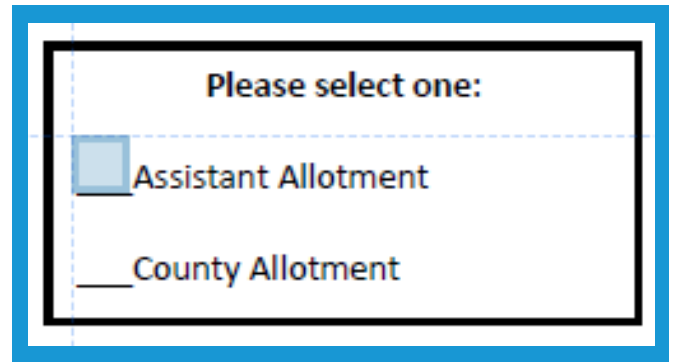 Please select one:
___Assistant Allotment
___County Allotment